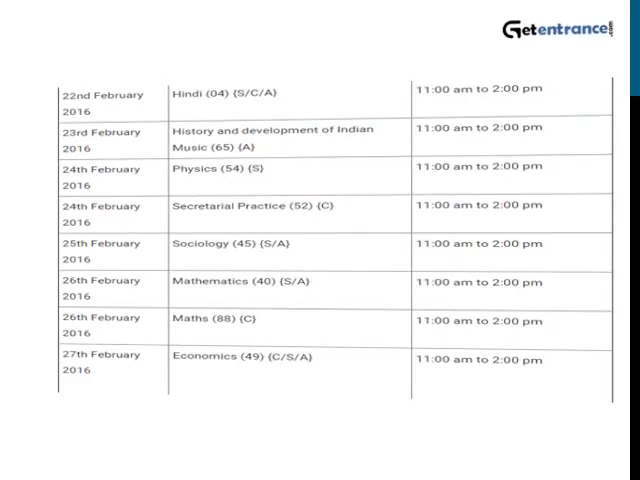 Getentrance.com
22nd February
2016
Hindi (04) {S/C/A}
11:00 am to 2:00 pm
23rd February
2016
History and development of Indian
Music (65) {A}
11:00 am to 2:00 pm
24th February
2016
Physics (54) {S}
11:00 am to 2:00 pm
24th February
2016
Secretarial Practice (52) {C}
11:00 am to 2:00 pm
25th February
2016
Sociology (45) {S/A}
11:00 am to 2:00 pm
26th February
2016
Mathematics (40) {S/A}
11:00 am to 2:00 pm
26th February
2016
Maths (88) {C}
11:00 am to 2:00 pm
27th February
2016
Economics (49) {C/S/A}
11:00 am to 2:00 pm